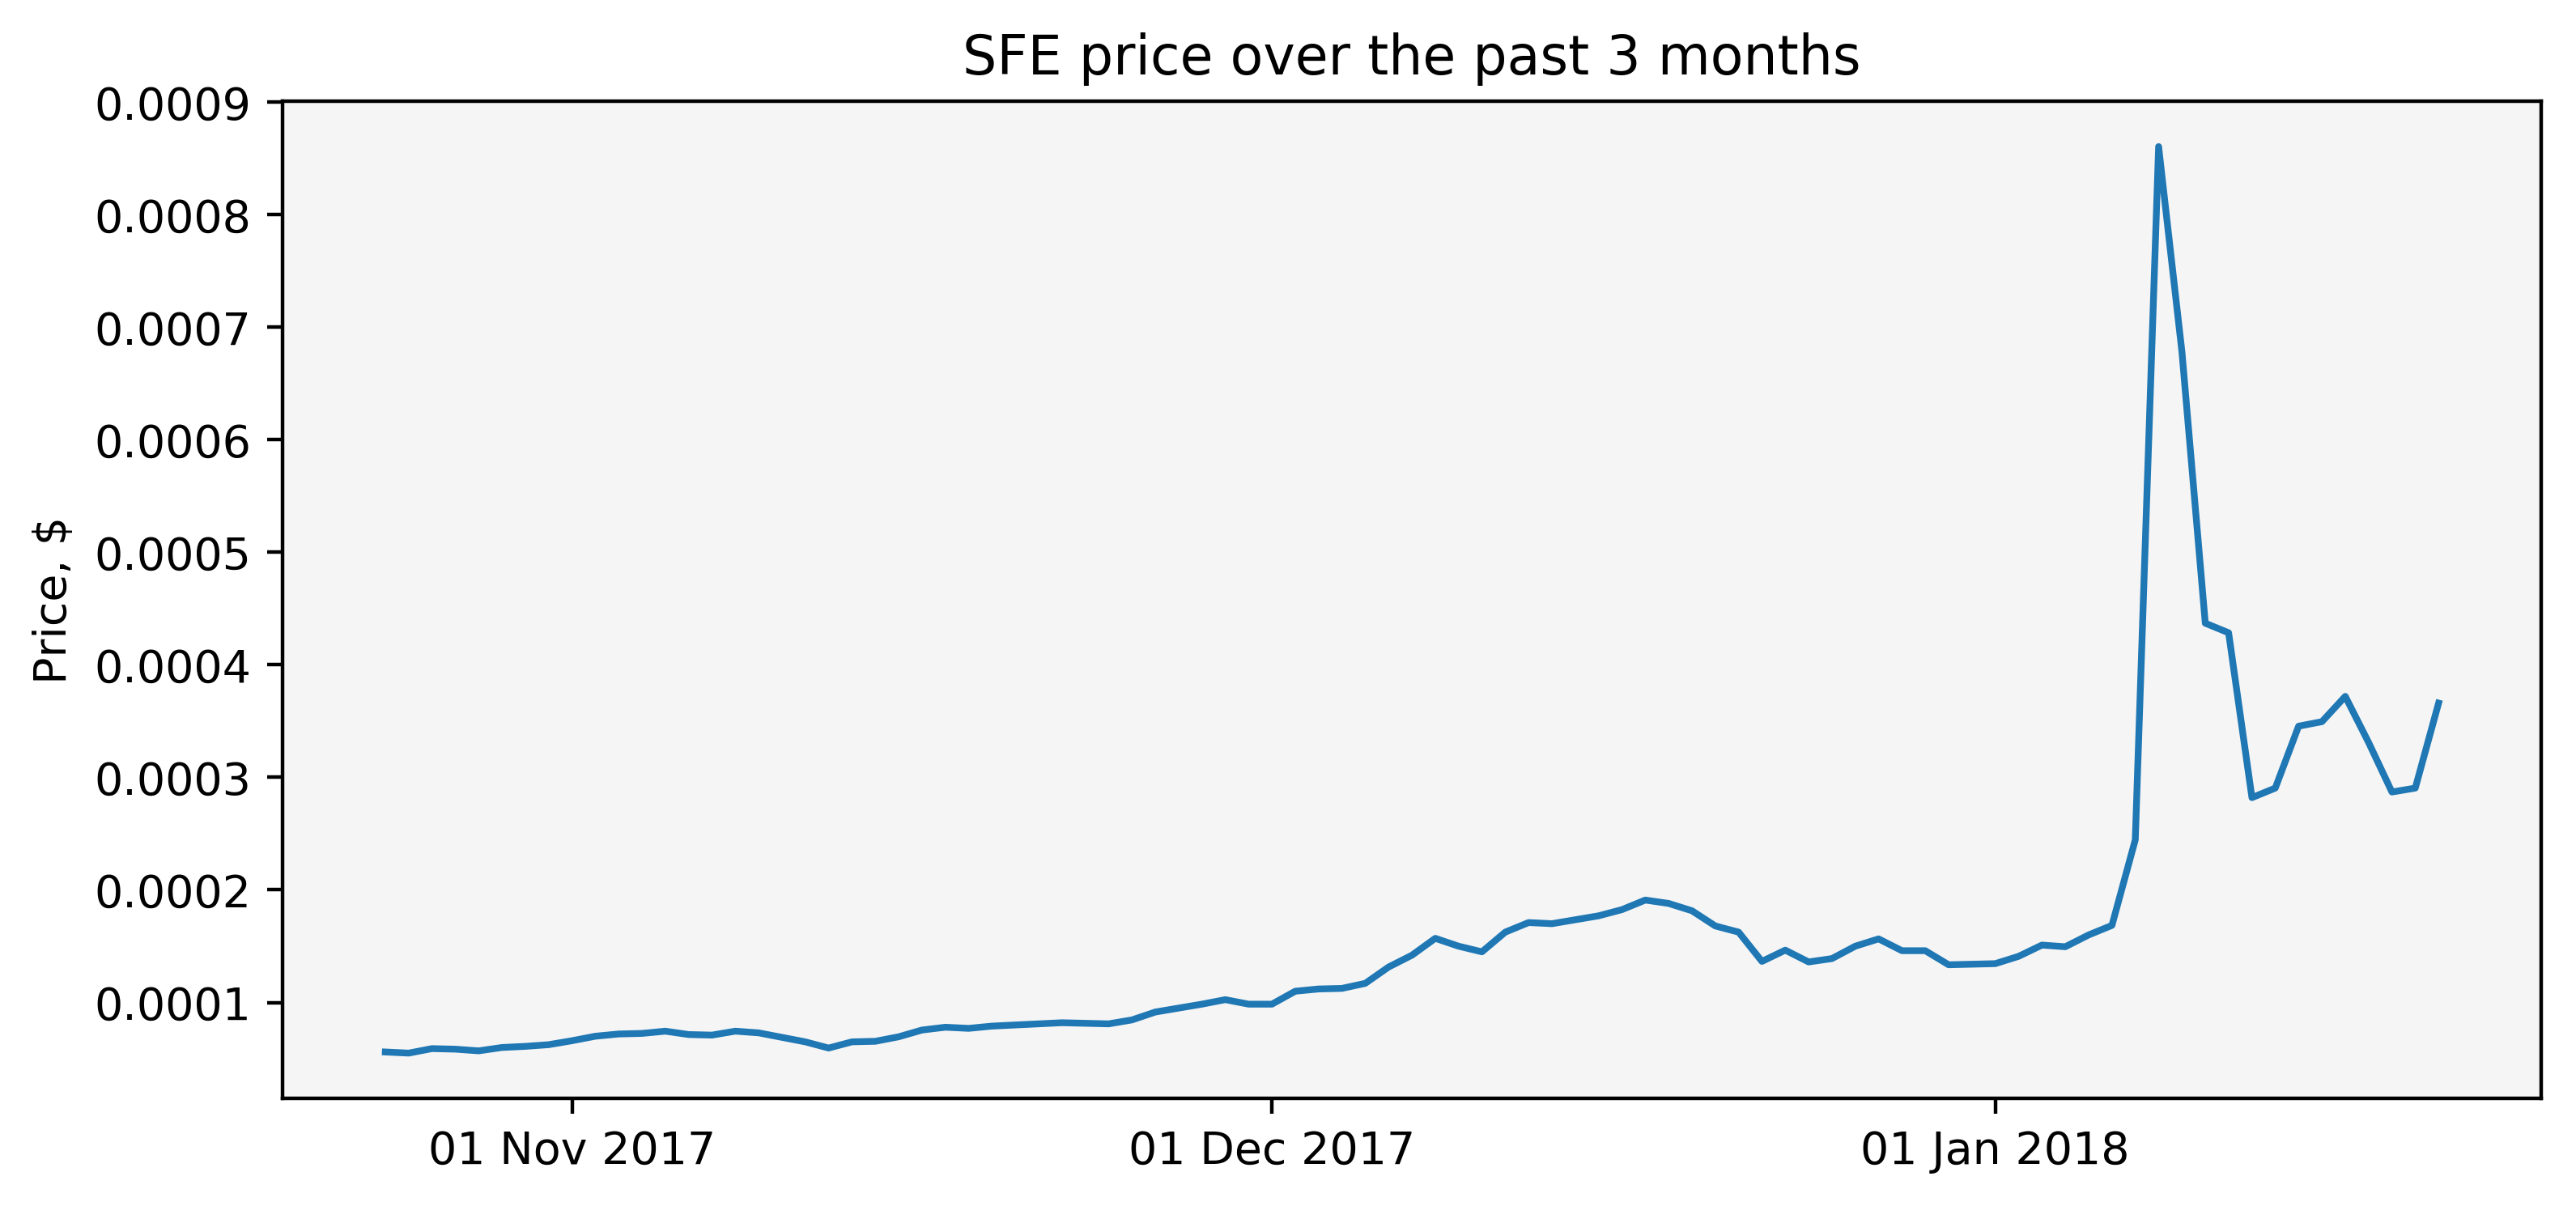 SFE price over the past 3 months
0.0009
0.0008
0.0007
0.0006
0.0005
0.0004
0.0003
0.0002
0.0001
Price, $
01 Nov 2017
01 Dec 2017
01 Jan 2018